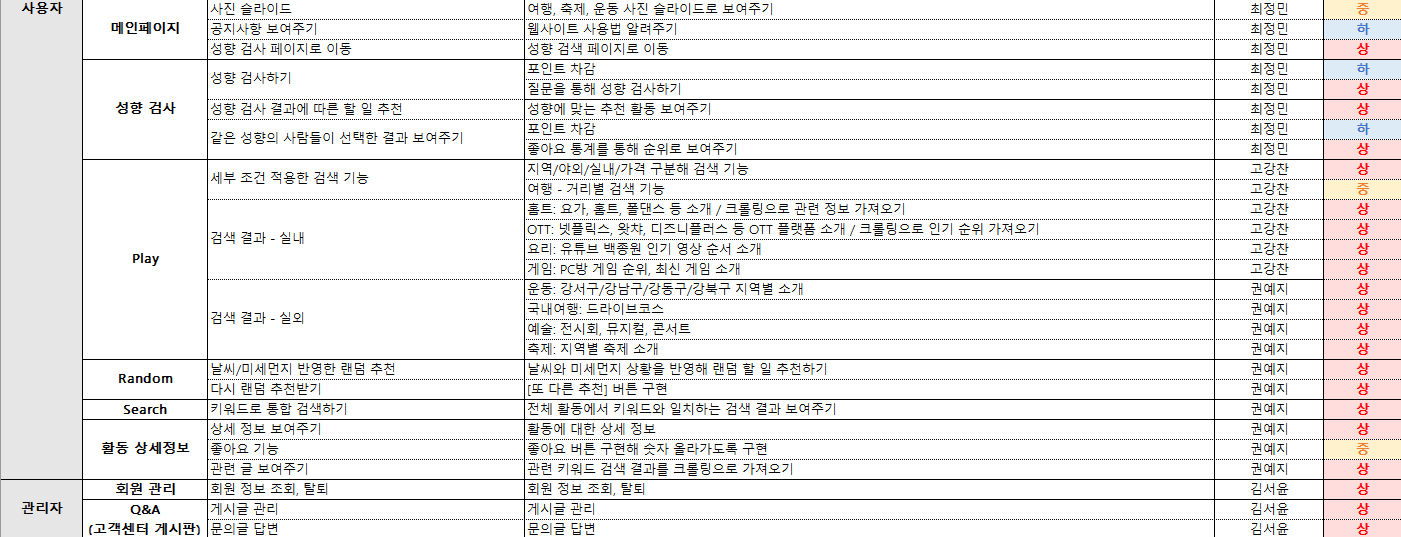 사용자
메인페이지
사진 슬라이드 여행, 축제, 운동 사진 슬라이드로 보여주기 최정민 중
공지사항 보여주기 웹사이트 사용법 알려주기 최정민 하
성향 검사 페이지로 이동 성향 검색 페이지로 이동 최정민 상
성향 검사
성향 검사하기 포인트 차감 최정민 하
질문을 통해 성향 검사하기 최정민 상
성향 검사 결과에 따른 할 일 추천 성향에 맞는 추천 활동 보여주기 최정민 상
같은 성향의 사람들이 선택한 결과 보여주기 포인트 차감 최정민 하
좋아요 통계를 통해 순위로 보여주기 최정민 상
Play
세부 조건 적용한 검색 기능 지역/야외/실내/가격 구분해 검색 기능 고강찬 상
여행 - 거리별 검색 기능 고강찬 중
검색 결과 - 실내 홈트: 요가, 홈트, 폴댄스 등 소개 / 크롤링으로 관련 정보 가져오기 고강찬 상
OTT: 넷플릭스, 왓챠, 디즈니플러스 등 OTT 플랫폼 소개 / 크롤링으로 인기 순위 가져오기 고강찬 상
요리: 유튜브 백종원 인기 영상 순서 소개 고강찬 상
게임: PC방 게임 순위, 최신 게임 소개 고강찬 상
검색 결과 - 실외 운동: 강서구/강남구/강동구/강북구 지역별 소개 권예지 상
국내여행: 드라이브코스 권예지 상
예술: 전시회, 뮤지컬, 콘서트 권예지 상
축제: 지역별 축제 소개 권예지 상
Random
날씨/미세먼지 반영한 랜덤 추천 날씨와 미세먼지 상황을 반영해 랜덤 할 일 추천하기 권예지 상
다시 랜덤 추천받기 [또 다른 추천] 버튼 구현 권예지 상
Search 키워드로 통합 검색하기 전체 활동에서 키워드와 일치하는 검색 결과 보여주기 권예지 상
활동 상세정보
상세 정보 보여주기 활동에 대한 상세 정보 권예지 상
좋아요 기능 좋아요 버튼 구현해 숫자 올라가도록 구현 권예지 중
관련 글 보여주기 관련 키워드 검색 결과를 크롤링으로 가져오기 권예지 상
관리자
회원 관리 회원 정보 조회, 탈퇴 회원 정보 조회, 탈퇴 김서윤 상
Q&A 게시글 관리 게시글 관리 김서윤 상
(고객센터 게시판) 문의글 답변 문의글 답변 김서윤 상